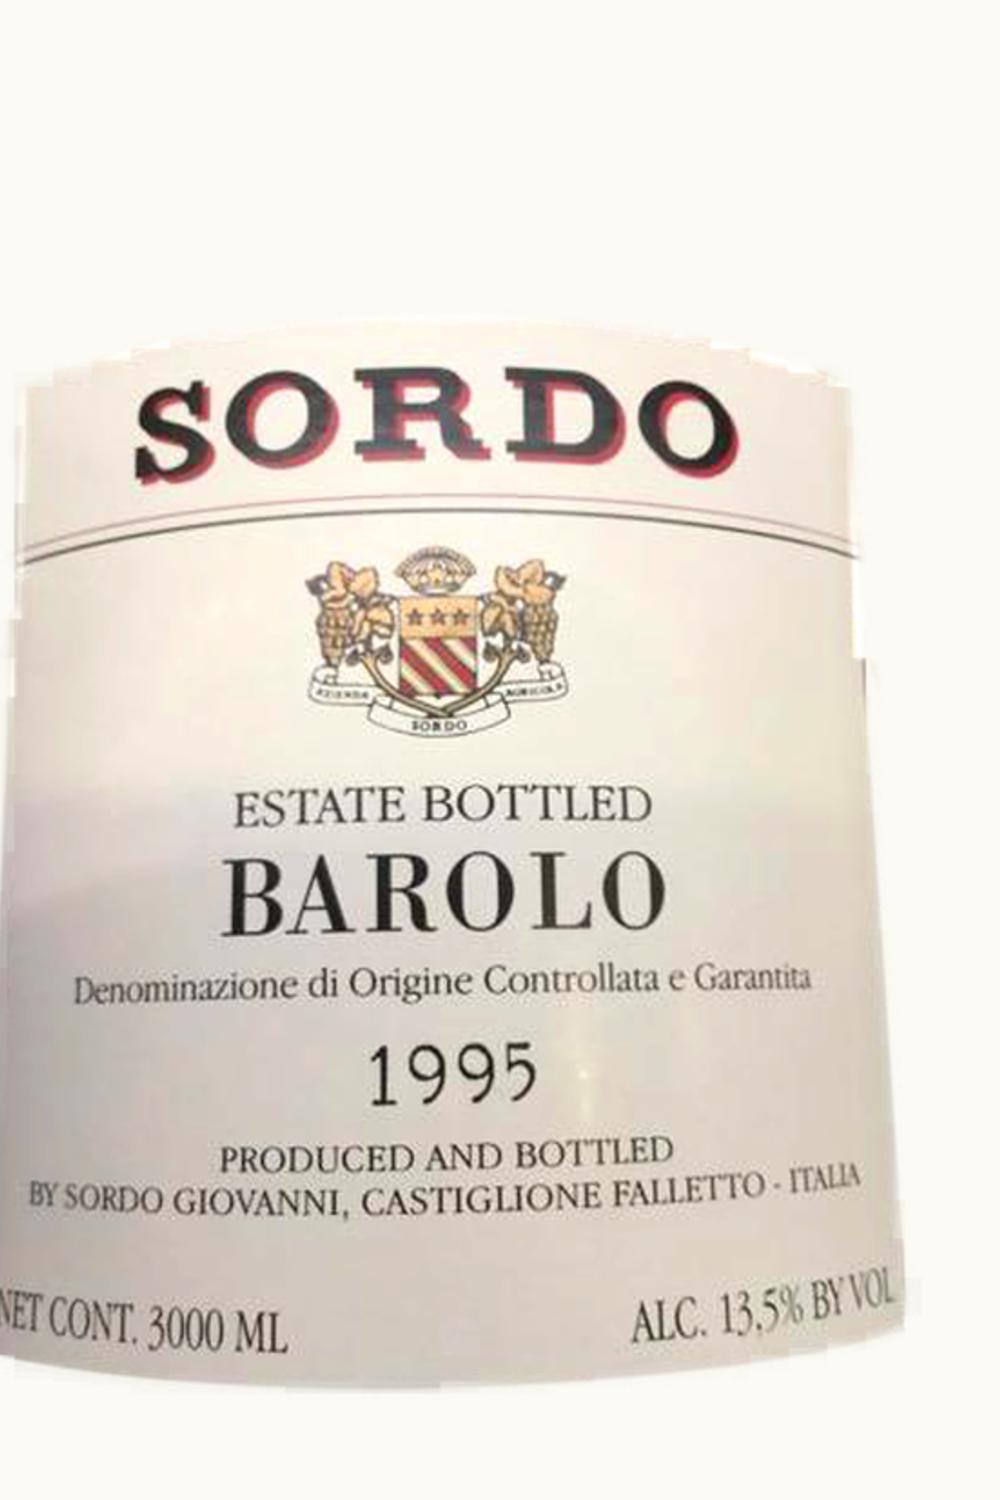 SORDO
AZIENDA AGRICOLA
SORDO
ESTATE BOTTLED
BAROLO
Denominazione di Origine Controllata e Garantita
1995
PRODUCED AND BOTTLED
BY SORDO GIOVANNI, CASTIGLIONE FALLETTO - ITALIA
NET CONT. 3000 ML
ALC. 13,5% BY VOL